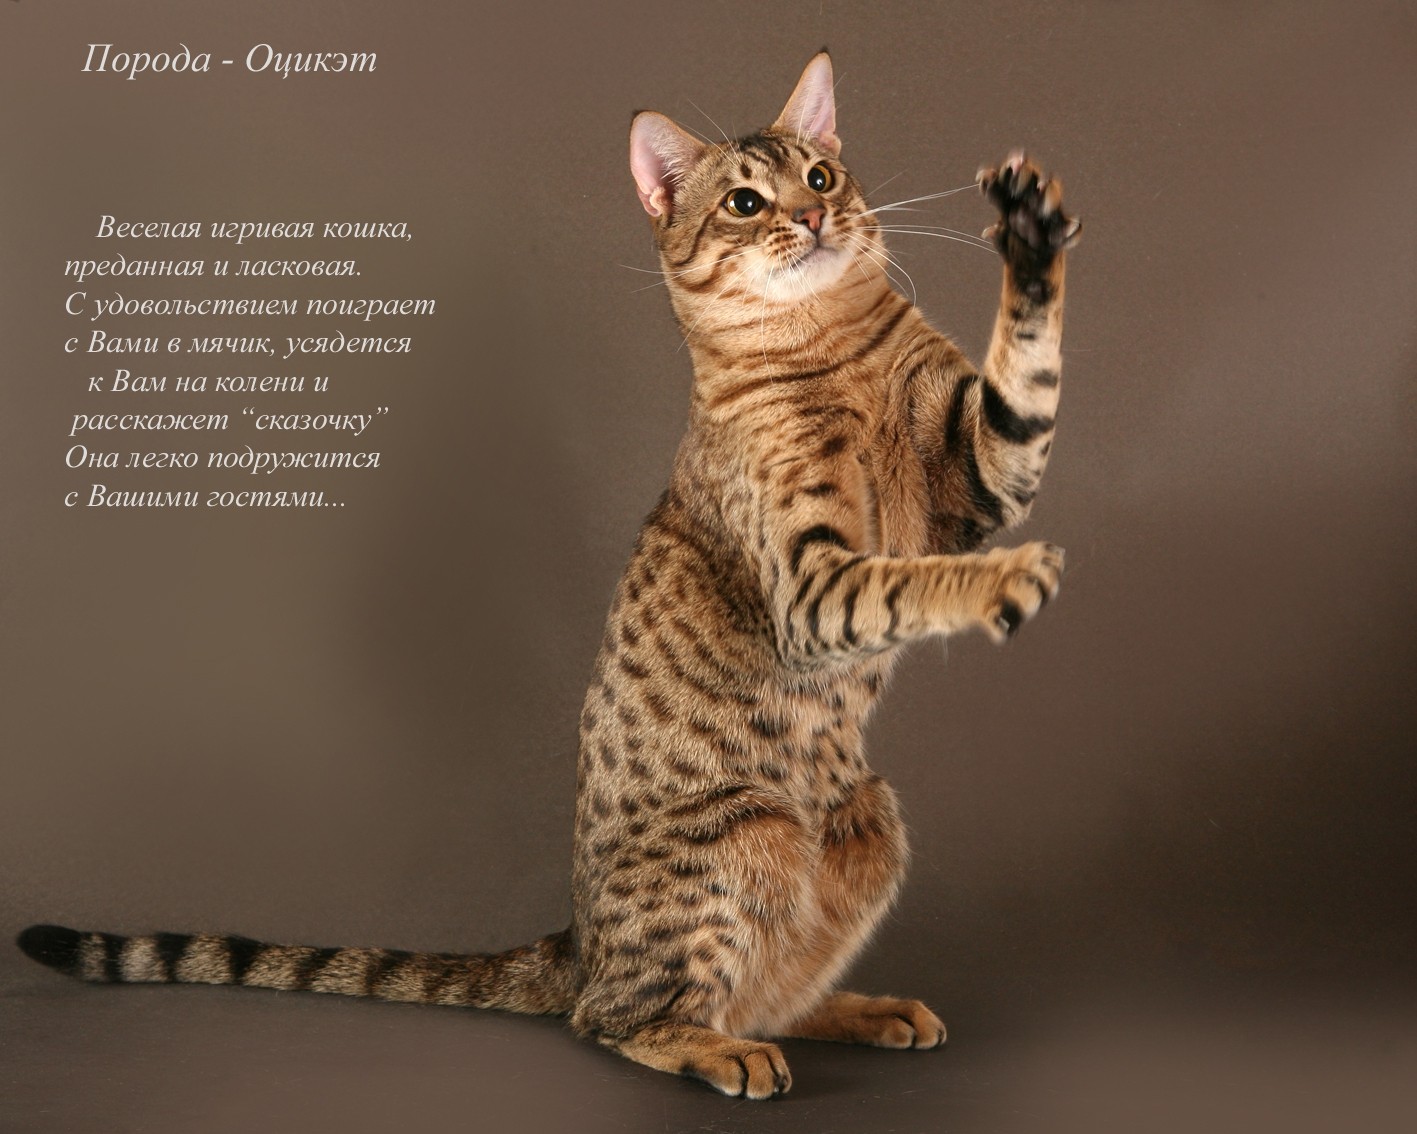 Порода - Оцикэт
Веселая игривая кошка,
преданная и ласковая.
С удовольствием поиграет
с Вами в мячик, усядется
к Вам на колени и
расскажет “сказочку”
Она легко подружится
с Вашими гостями...